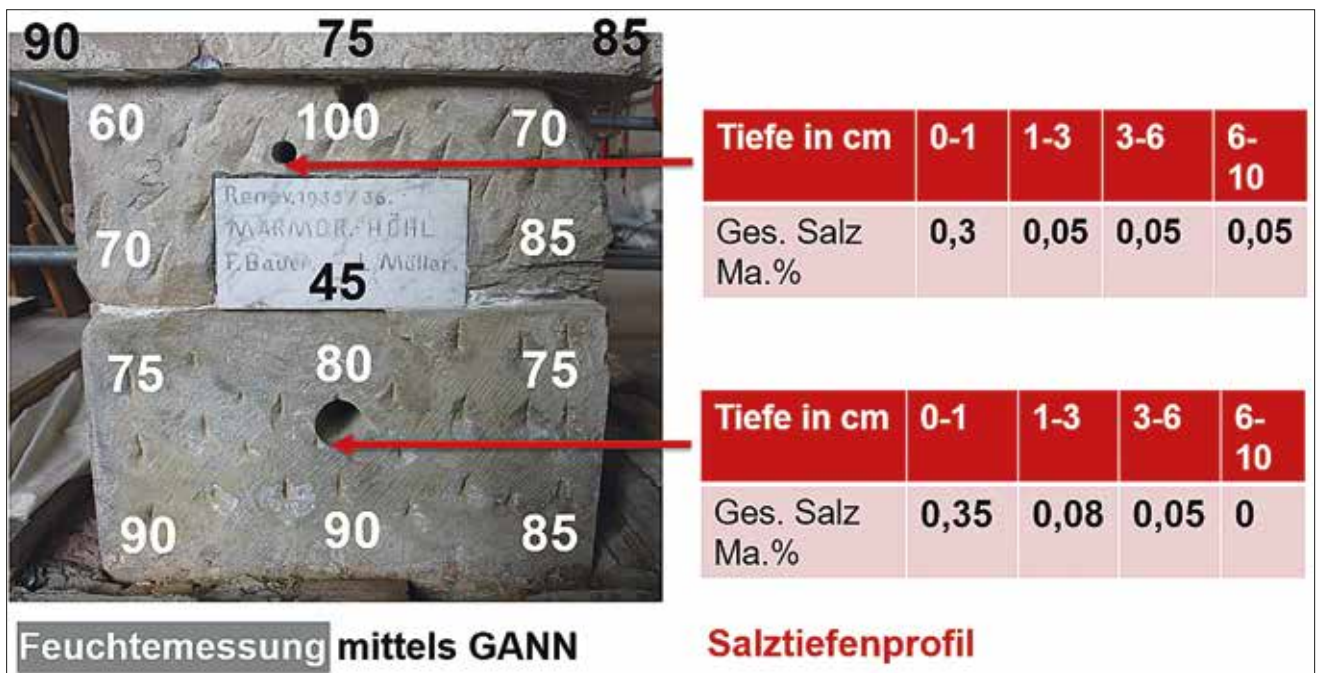 90 75 85
60 100 70
Renov. 1935/36.
MARMOR-HÖHL
70 85
F. Bauer L. Müller.
45
75 80 75
90 90 85
Feuchtemessung mittels GANN
Tiefe in cm 0-1 1-3 3-6 6-
10
Ges. Salz 0,3 0,05 0,05 0,05
Ma.%
Tiefe in cm 0-1 1-3 3-6 6-
10
Ges. Salz 0,35 0,08 0,05 0
Ma.%
Salztiefenprofil